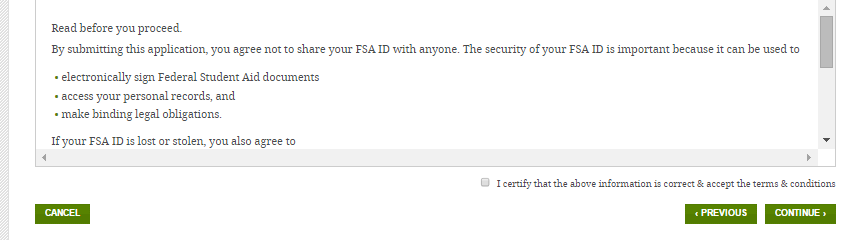 Read before you proceed.
By submitting this application, you agree not to share your FSA ID with anyone. The security of your FSA ID is important because it can be used to
• electronically sign Federal Student Aid documents
• access your personal records, and
• make binding legal obligations.
If your FSA ID is lost or stolen, you also agree to
I certify that the above information is correct & accept the terms & conditions
CANCEL
‹ PREVIOUS
CONTINUE ›